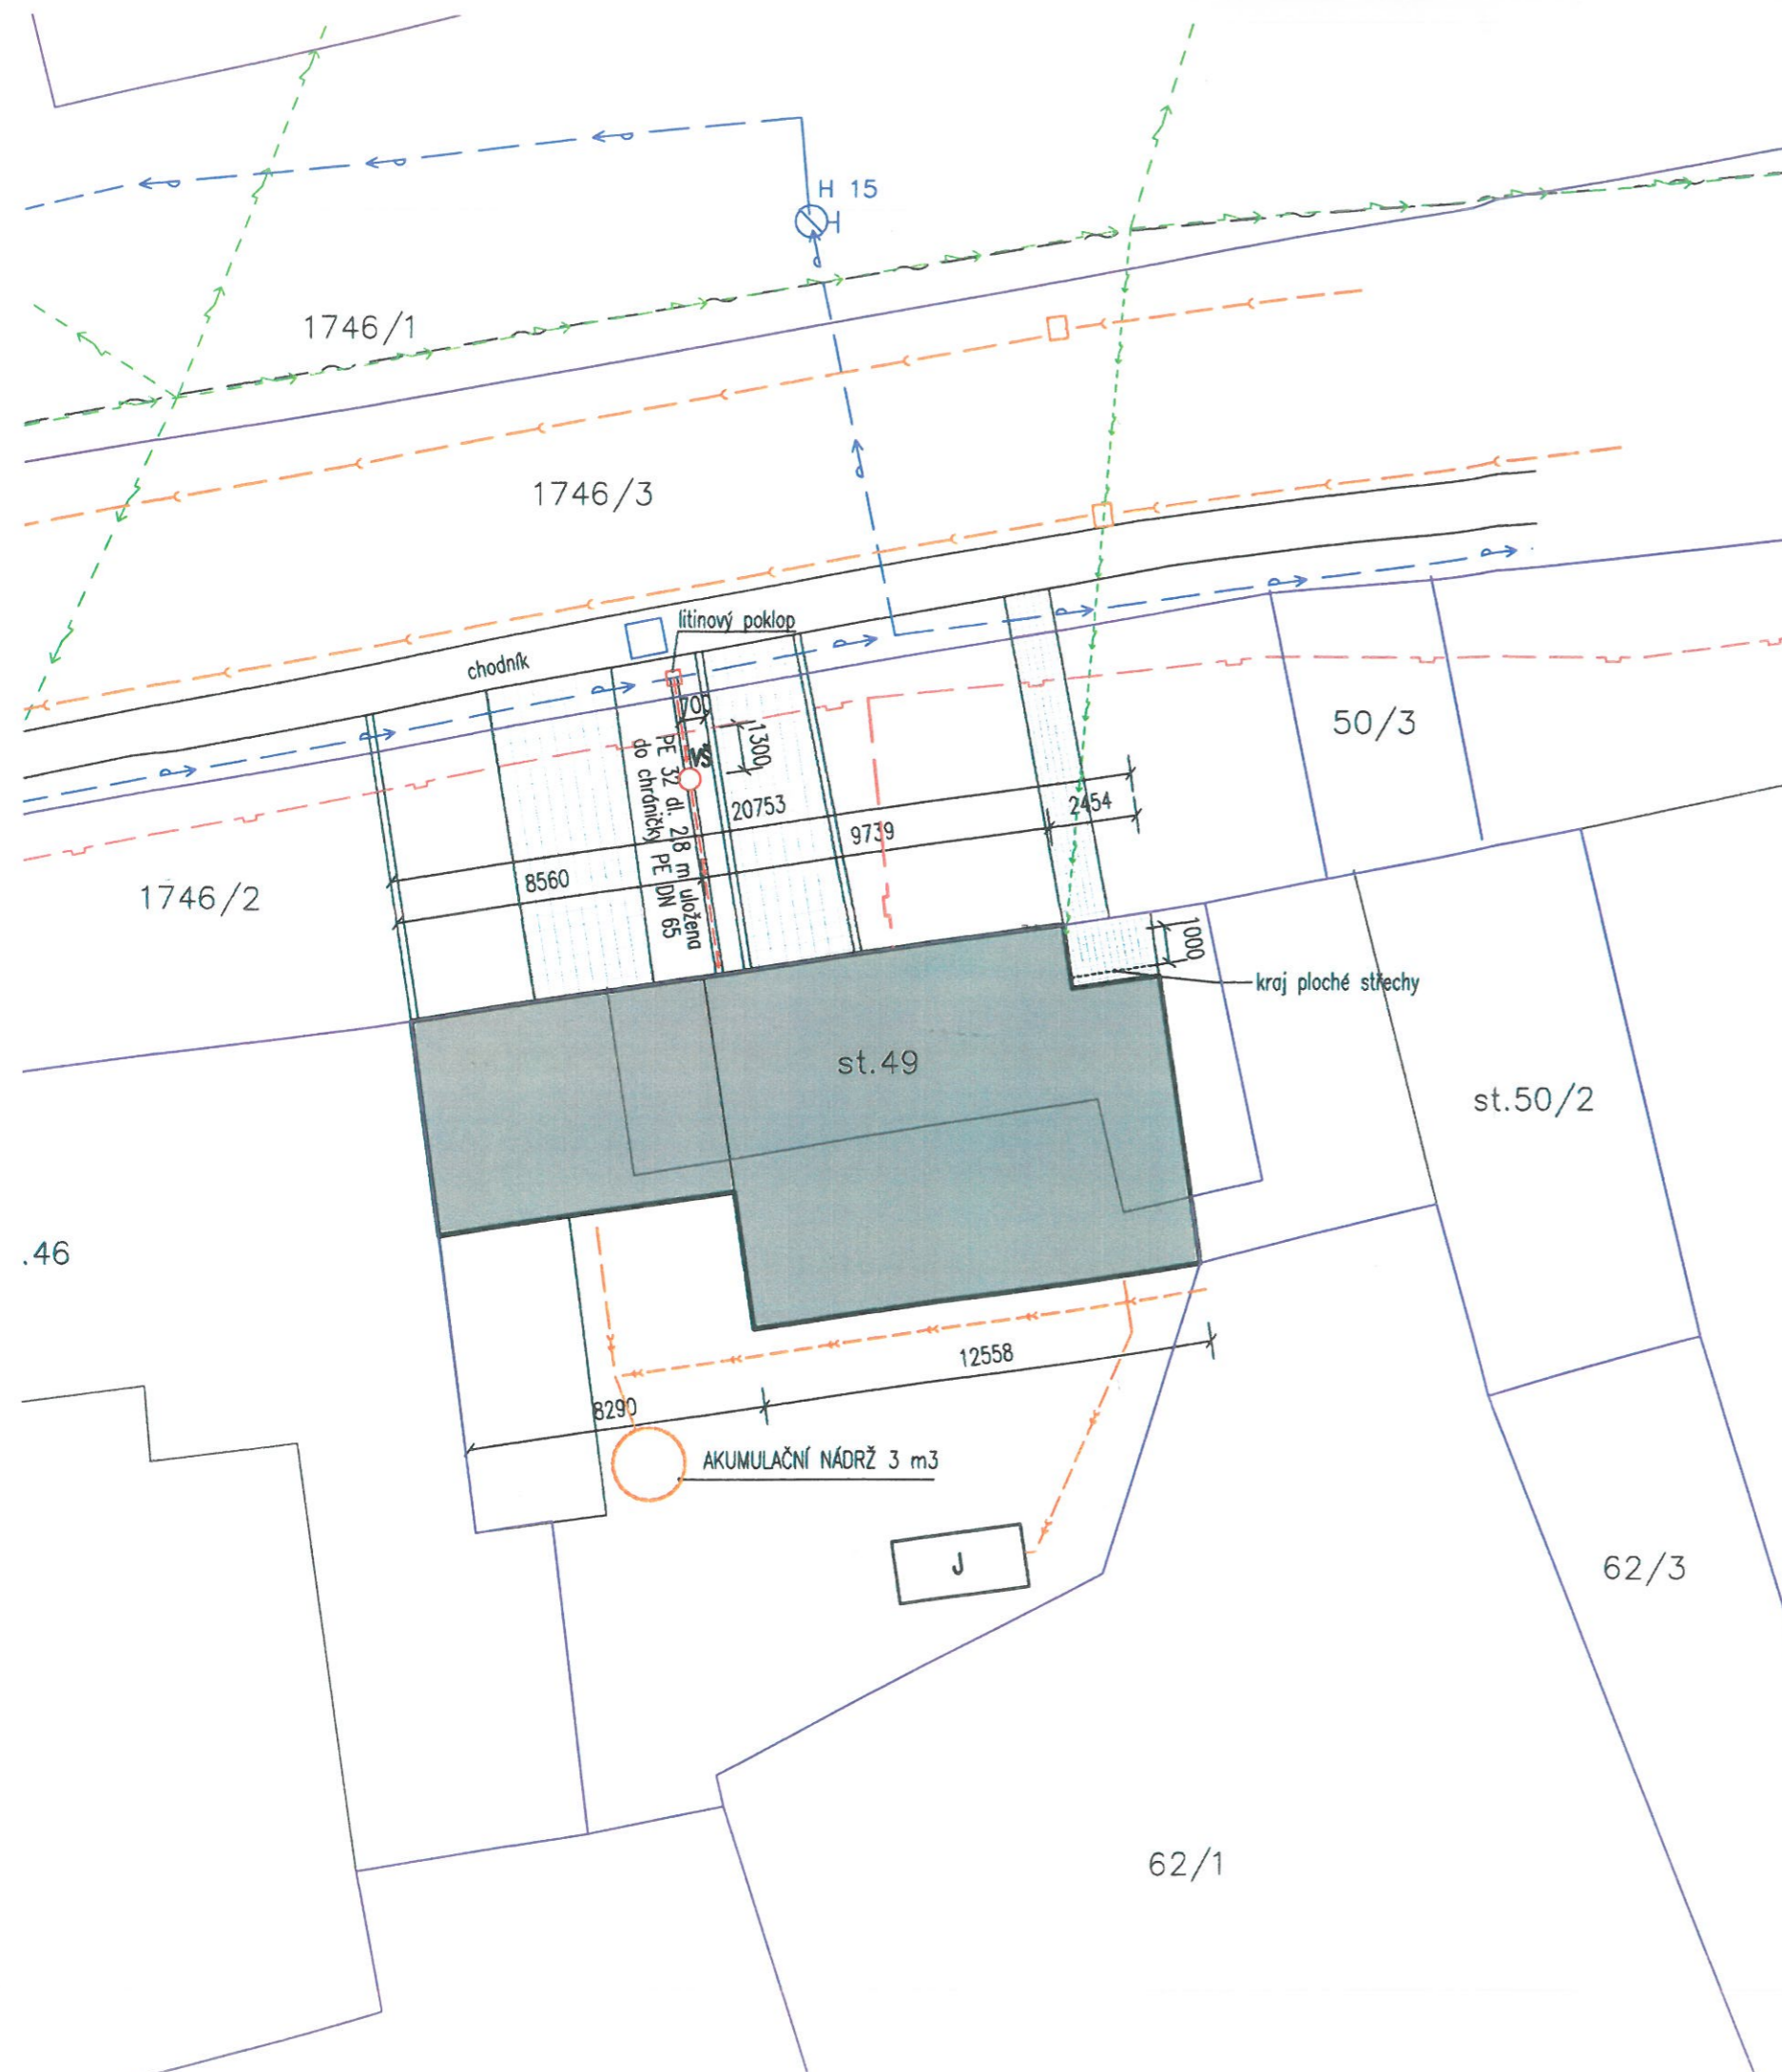 H 15
1746/1
1746/3
litinový poklop
chodník
700
50/3
1300
VŠ
PE 32 dl. 2,8 m uložena
do chráničky PE DN 65
20753
2454
9739
8560
1746/2
1000
kraj ploché střechy
st.49
st.50/2
.46
12558
8290
AKUMULAČNÍ NÁDRŽ 3 m3
J
62/3
62/1